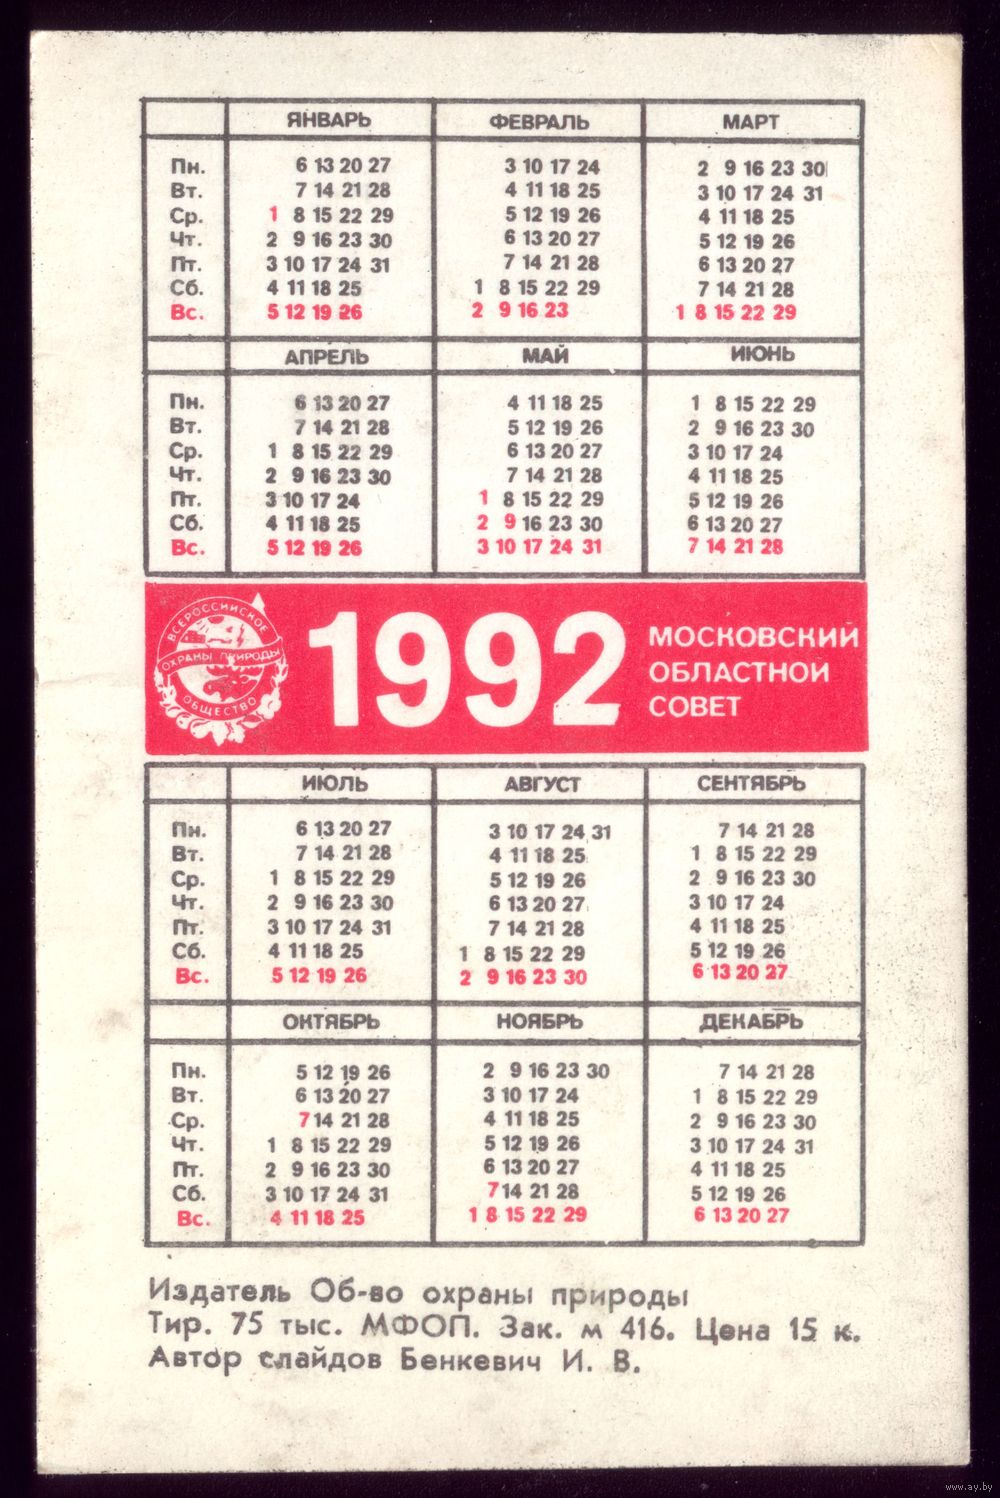 ЯНВАРЬ ФЕВРАЛЬ МАРТ
Пн. 6 13 20 27 3 10 17 24 2 9 16 23 30
Вт. 7 14 21 28 4 11 18 25 3 10 17 24 31
Ср. 1 8 15 22 29 5 12 19 26 4 11 18 25
Чт. 2 9 16 23 30 6 13 20 27 5 12 19 26
Пт. 3 10 17 24 31 7 14 21 28 6 13 20 27
Сб. 4 11 18 25 1 8 15 22 29 7 14 21 28
Вс. 5 12 19 26 2 9 16 23 1 8 15 22 29
АПРЕЛЬ МАЙ ИЮНЬ
Пн. 6 13 20 27 4 11 18 25 1 8 15 22 29
Вт. 7 14 21 28 5 12 19 26 2 9 16 23 30
Ср. 1 8 15 22 29 6 13 20 27 3 10 17 24
Чт. 2 9 16 23 30 7 14 21 28 4 11 18 25
Пт. 3 10 17 24 1 8 15 22 29 5 12 19 26
Сб. 4 11 18 25 2 9 16 23 30 6 13 20 27
Вс. 5 12 19 26 3 10 17 24 31 7 14 21 28
ВСЕРОССИЙСКОЕ
ОХРАНЫ ПРИРОДЫ
ОБЩЕСТВО
1992
МОСКОВСКИЙ
ОБЛАСТНОЙ
СОВЕТ
ИЮЛЬ АВГУСТ СЕНТЯБРЬ
Пн. 6 13 20 27 3 10 17 24 31 7 14 21 28
Вт. 7 14 21 28 4 11 18 25 1 8 15 22 29
Ср. 1 8 15 22 29 5 12 19 26 2 9 16 23 30
Чт. 2 9 16 23 30 6 13 20 27 3 10 17 24
Пт. 3 10 17 24 31 7 14 21 28 4 11 18 25
Сб. 4 11 18 25 1 8 15 22 29 5 12 19 26
Вс. 5 12 19 26 2 9 16 23 30 6 13 20 27
ОКТЯБРЬ НОЯБРЬ ДЕКАБРЬ
Пн. 5 12 19 26 2 9 16 23 30 7 14 21 28
Вт. 6 13 20 27 3 10 17 24 1 8 15 22 29
Ср. 7 14 21 28 4 11 18 25 2 9 16 23 30
Чт. 1 8 15 22 29 5 12 19 26 3 10 17 24 31
Пт. 2 9 16 23 30 6 13 20 27 4 11 18 25
Сб. 3 10 17 24 31 7 14 21 28 5 12 19 26
Вс. 4 11 18 25 1 8 15 22 29 6 13 20 27
Издатель Об-во охраны природы
Тир. 75 тыс. МФОП. Зак. м 416. Цена 15 к.
Автор слайдов Бенкевич И. В.
www.ay.by